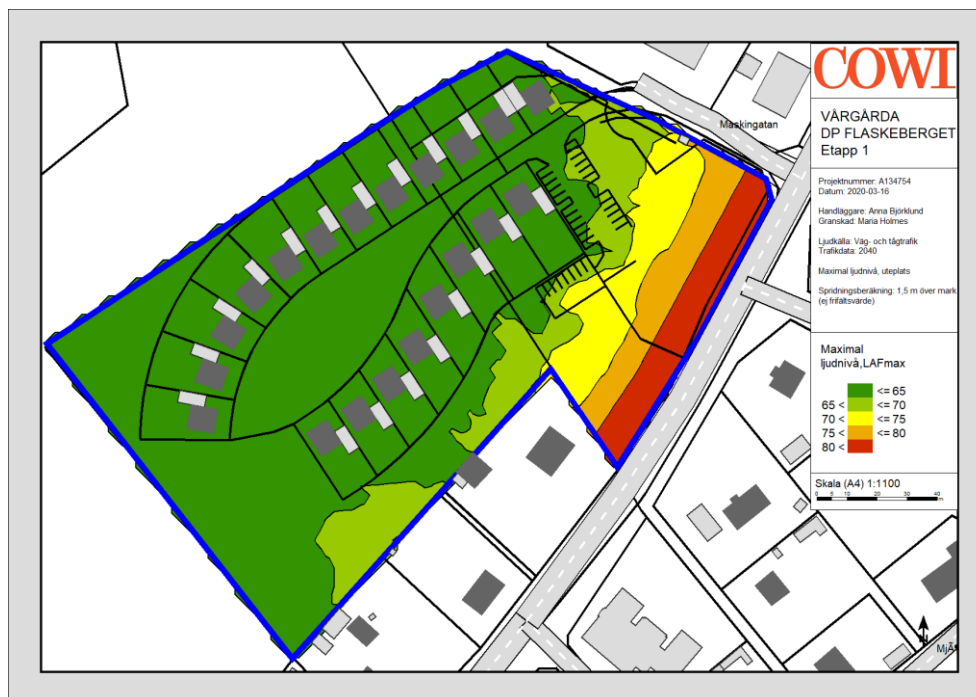 COWI
VÅRGÅRDA
DP FLASKEBERGET
Etapp 1
Projektnummer: A134754
Datum: 2020-03-16
Handläggare: Anna Björklund
Granskad: Maria Holmes
Ljudkälla: Väg- och tågtrafik
Trafikdata: 2040
Maximal ljudnivå, uteplats
Spridningsberäkning: 1,5 m över mark
(ej frifältsvärde)
Maximal
ljudnivå,LAFmax
<= 65
65 < <= 70
70 < <= 75
75 < <= 80
80 <
Skala (A4) 1:1100
0 5 10 20 30 40
m
Maskingatan